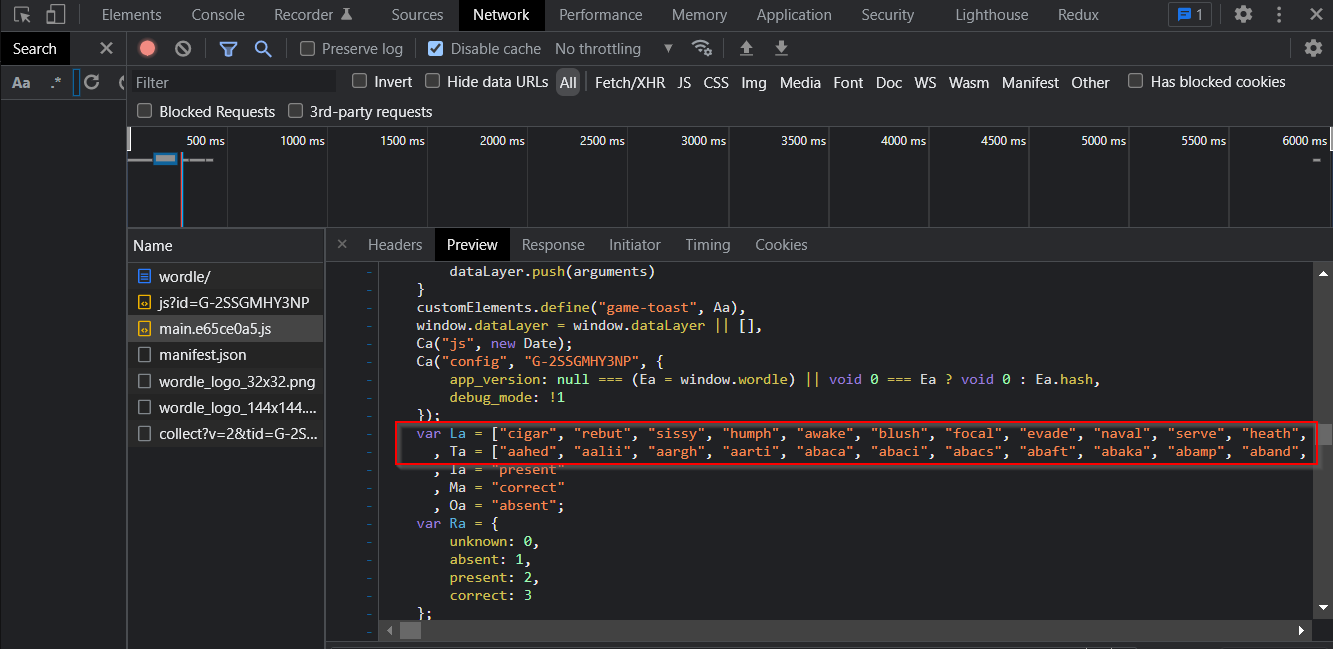 Elements Console Recorder Sources Network Performance Memory Application Security Lighthouse Redux 1
Search Preserve log Disable cache No throttling
Aa .* Filter Invert Hide data URLs All Fetch/XHR JS CSS Img Media Font Doc WS Wasm Manifest Other Has blocked cookies
Blocked Requests 3rd-party requests
500 ms 1000 ms 1500 ms 2000 ms 2500 ms 3000 ms 3500 ms 4000 ms 4500 ms 5000 ms 5500 ms 6000 ms
Name
wordle/
js?id=G-2SSGMHY3NP
main.e65ce0a5.js
manifest.json
wordle_logo_32x32.png
wordle_logo_144x144....
collect?v=2&tid=G-2S...
Headers Preview Response Initiator Timing Cookies
- dataLayer.push(arguments)
- }
- customElements.define("game-toast", Aa),
- window.dataLayer = window.dataLayer || [],
- Ca("js", new Date);
- Ca("config", "G-2SSGMHY3NP", {
- app_version: null === (Ea = window.wordle) || void 0 === Ea ? void 0 : Ea.hash,
- debug_mode: !1
- });
- var La = ["cigar", "rebut", "sissy", "humph", "awake", "blush", "focal", "evade", "naval", "serve", "heath",
- , Ta = ["aahed", "aalii", "aargh", "aarti", "abaca", "abaci", "abacs", "abaft", "abaka", "abamp", "aband",
- , Ia = "present"
- , Ma = "correct"
- , Oa = "absent";
- var Ra = {
- unknown: 0,
- absent: 1,
- present: 2,
- correct: 3
- };
-